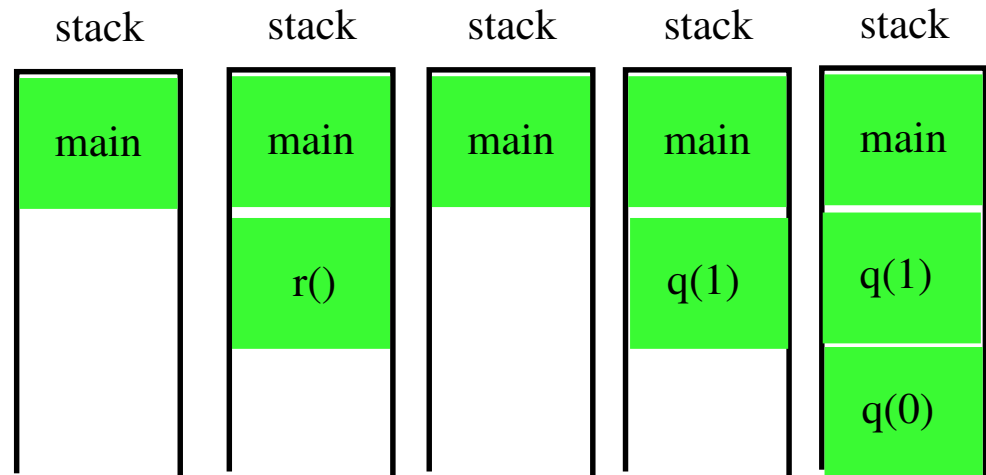 stack stack stack stack stack
main main main main main
r() q(1) q(1)
q(0)